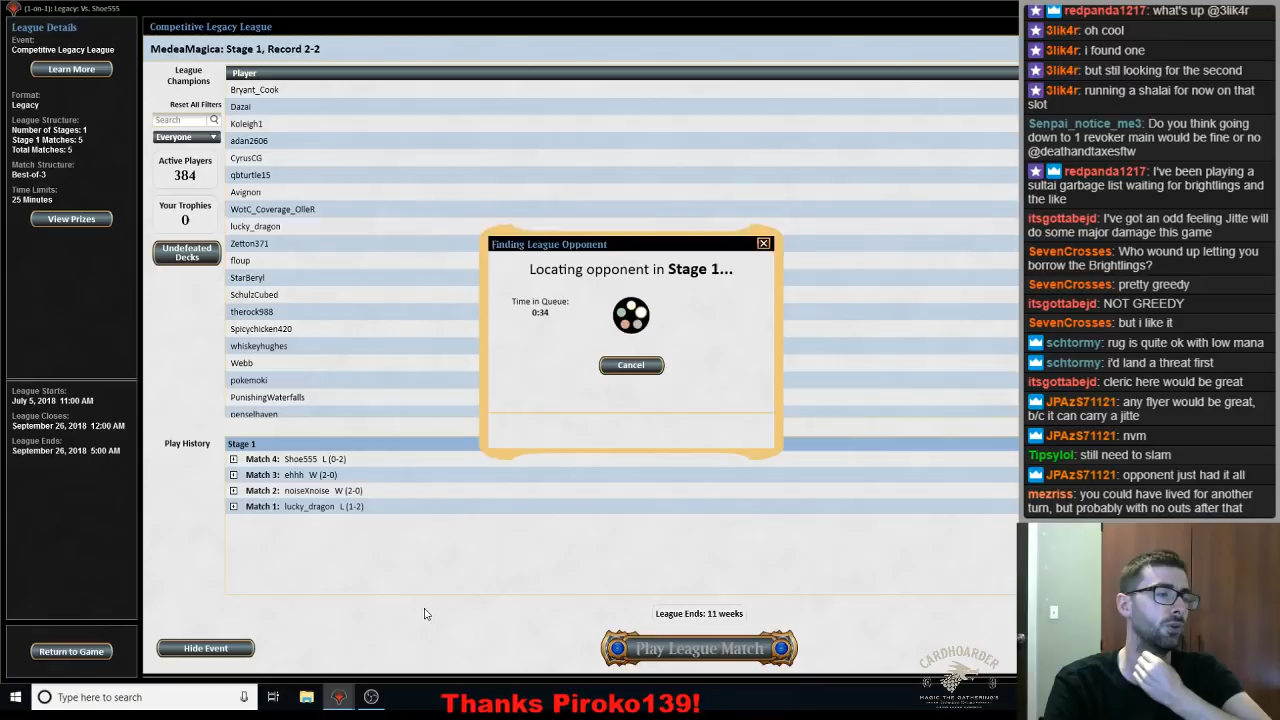 (1-on-1): Legacy: Vs. Shoe555
League Details
Event:
Competitive Legacy League
Learn More
Format:
Legacy
League Structure:
Number of Stages: 1
Stage 1 Matches: 5
Total Matches: 5
Match Structure:
Best-of-3
Time Limits:
25 Minutes
View Prizes
League Starts:
July 5, 2018 11:00 AM
League Closes:
September 26, 2018 12:00 AM
League Ends:
September 26, 2018 5:00 AM
Return to Game
Competitive Legacy League
MedeaMagica: Stage 1, Record 2-2
League
Champions
Reset All Filters
Search
Everyone
Active Players
384
Your Trophies
0
Undefeated
Decks
Player
Bryant_Cook
Dazai
Koleigh1
adan2606
CyrusCG
qbturtle15
Avignon
WotC_Coverage_OlleR
lucky_dragon
Zetton371
floup
StarBeryl
SchulzCubed
therock988
Spicychicken420
whiskeyhughes
Webb
pokemoki
PunishingWaterfalls
penselhaven
Finding League Opponent
Locating opponent in Stage 1...
Time in Queue:
0:34
Cancel
Play History
Stage 1
Match 4: Shoe555 L (0-2)
Match 3: ehhh W (2-0)
Match 2: noiseXnoise W (2-0)
Match 1: lucky_dragon L (1-2)
League Ends: 11 weeks
Hide Event
Play League Match
CARDHOARDER
MAGIC THE GATHERING
Type here to search
Thanks Piroko139!
redpanda1217: what's up @3lik4r
3lik4r: oh cool
3lik4r: i found one
3lik4r: but stil looking for the second
3lik4r: running a shalai for now on that
slot
Senpai_notice_me3: Do you think going
down to 1 revoker main would be fine or no
@deathandtaxesftw
redpanda1217: I've been playing a
sultai garbage list waiting for brightlings and
the like
itsgottabejd: I've got an odd feeling Jitte will
do some major damage this game
SevenCrosses: Who wound up letting you
borrow the Brightlings?
SevenCrosses: pretty greedy
itsgottabejd: NOT GREEDY
SevenCrosses: but i like it
schtormy: rug is quite ok with low mana
schtormy: i'd land a threat first
itsgottabejd: cleric here would be great
JPAzS71121: any flyer would be great,
b/c it can carry a jitte
JPAzS71121: nvm
Tipsylol: still need to slam
JPAzS71121: opponent just had it all
mezriss: you could have lived for another
turn, but probably with no outs after that